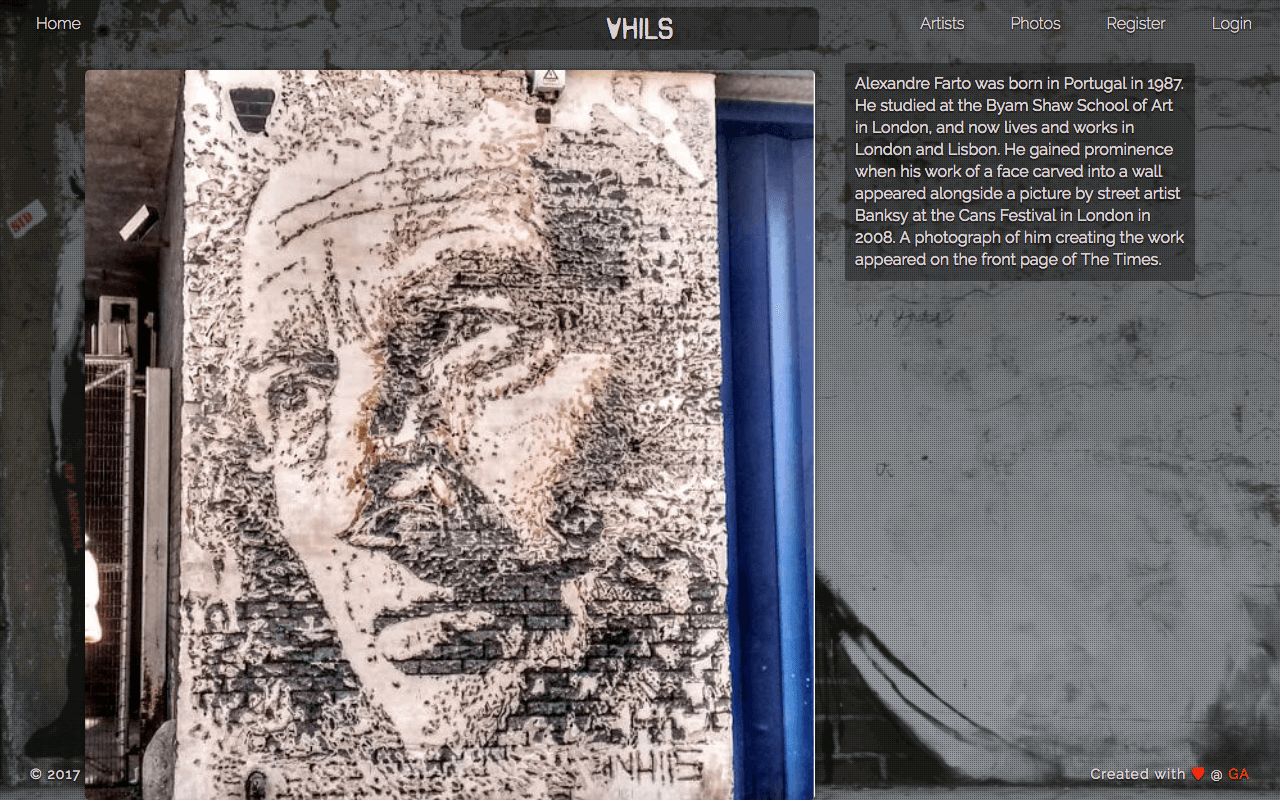 Home
VHILS
Artists
Photos
Register
Login
Alexandre Farto was born in Portugal in 1987.
He studied at the Byam Shaw School of Art
in London, and now lives and works in
London and Lisbon. He gained prominence
when his work of a face carved into a wall
appeared alongside a picture by street artist
Banksy at the Cans Festival in London in
2008. A photograph of him creating the work
appeared on the front page of The Times.
VHILS
© 2017
Created with ♥ @ GA